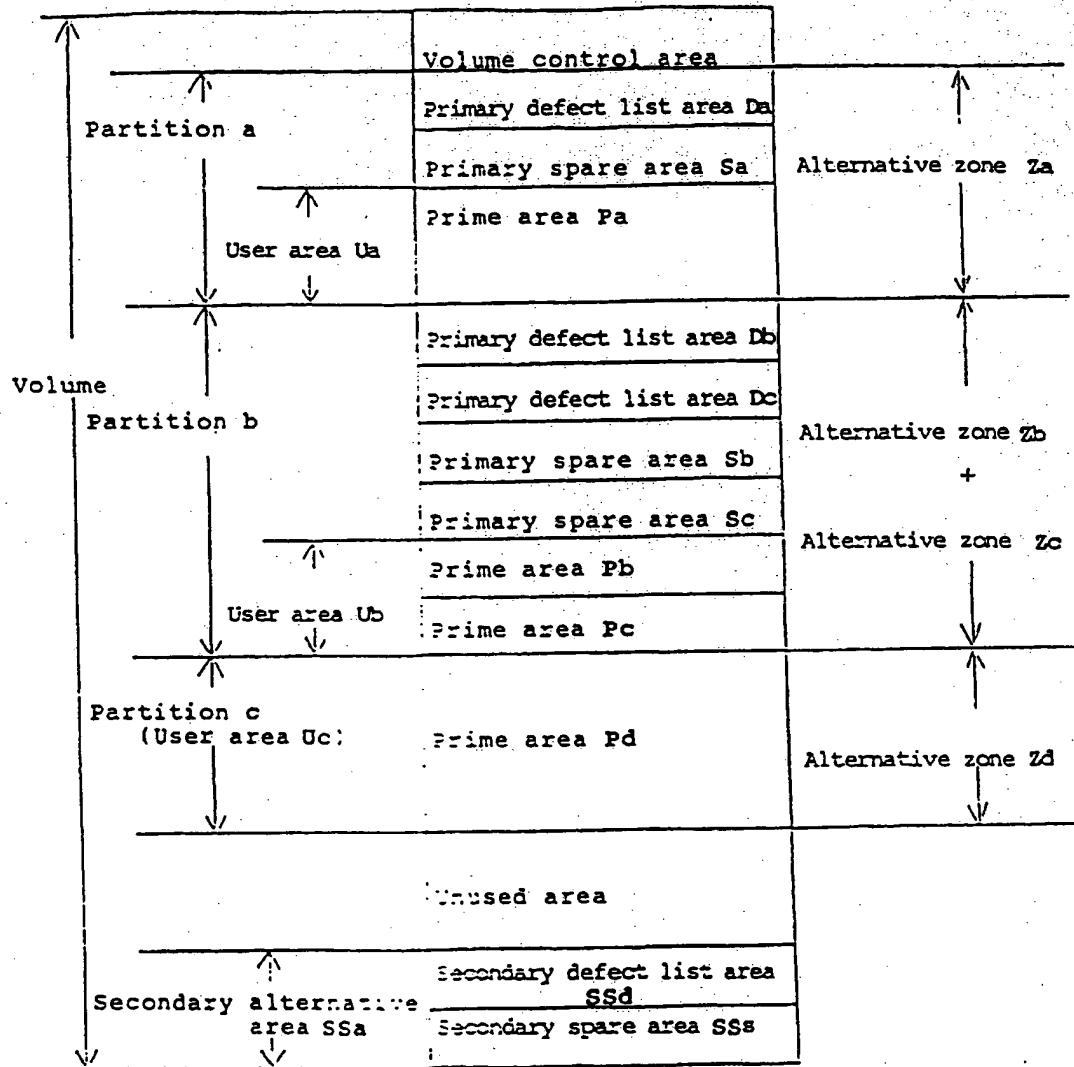 Volume control area
Primary defect list area Da
Partition a
Primary spare area Sa
Alternative zone Za
Prime area Pa
User area Ua
Primary defect list area Db
Volume
Primary defect list area Dc
Partition b
Alternative zone Zb
Primary spare area Sb
+
Primary spare area Sc
Alternative zone Zc
Prime area Pb
User area Ub
Prime area Pc
Partition c
(User area Uc)
Prime area Pd
Alternative zone Zd
Unused area
Secondary defect list area
SSd
Secondary alternative
area SSa
Secondary spare area SSs